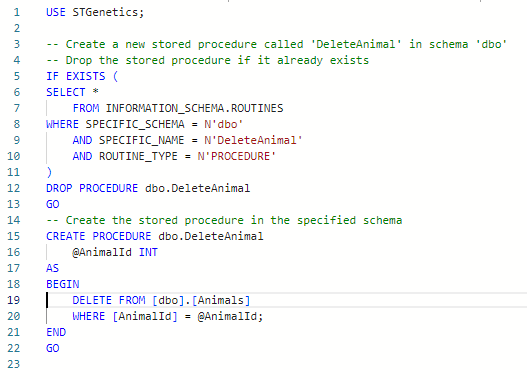 1 USE STGenetics;
2
3 -- Create a new stored procedure called 'DeleteAnimal' in schema 'dbo'
4 -- Drop the stored procedure if it already exists
5 IF EXISTS (
6 SELECT *
7     FROM INFORMATION_SCHEMA.ROUTINES
8 WHERE SPECIFIC_SCHEMA = N'dbo'
9     AND SPECIFIC_NAME = N'DeleteAnimal'
10     AND ROUTINE_TYPE = N'PROCEDURE'
11 )
12 DROP PROCEDURE dbo.DeleteAnimal
13 GO
14 -- Create the stored procedure in the specified schema
15 CREATE PROCEDURE dbo.DeleteAnimal
16     @AnimalId INT
17 AS
18 BEGIN
19     DELETE FROM [dbo].[Animals]
20     WHERE [AnimalId] = @AnimalId;
21 END
22 GO
23